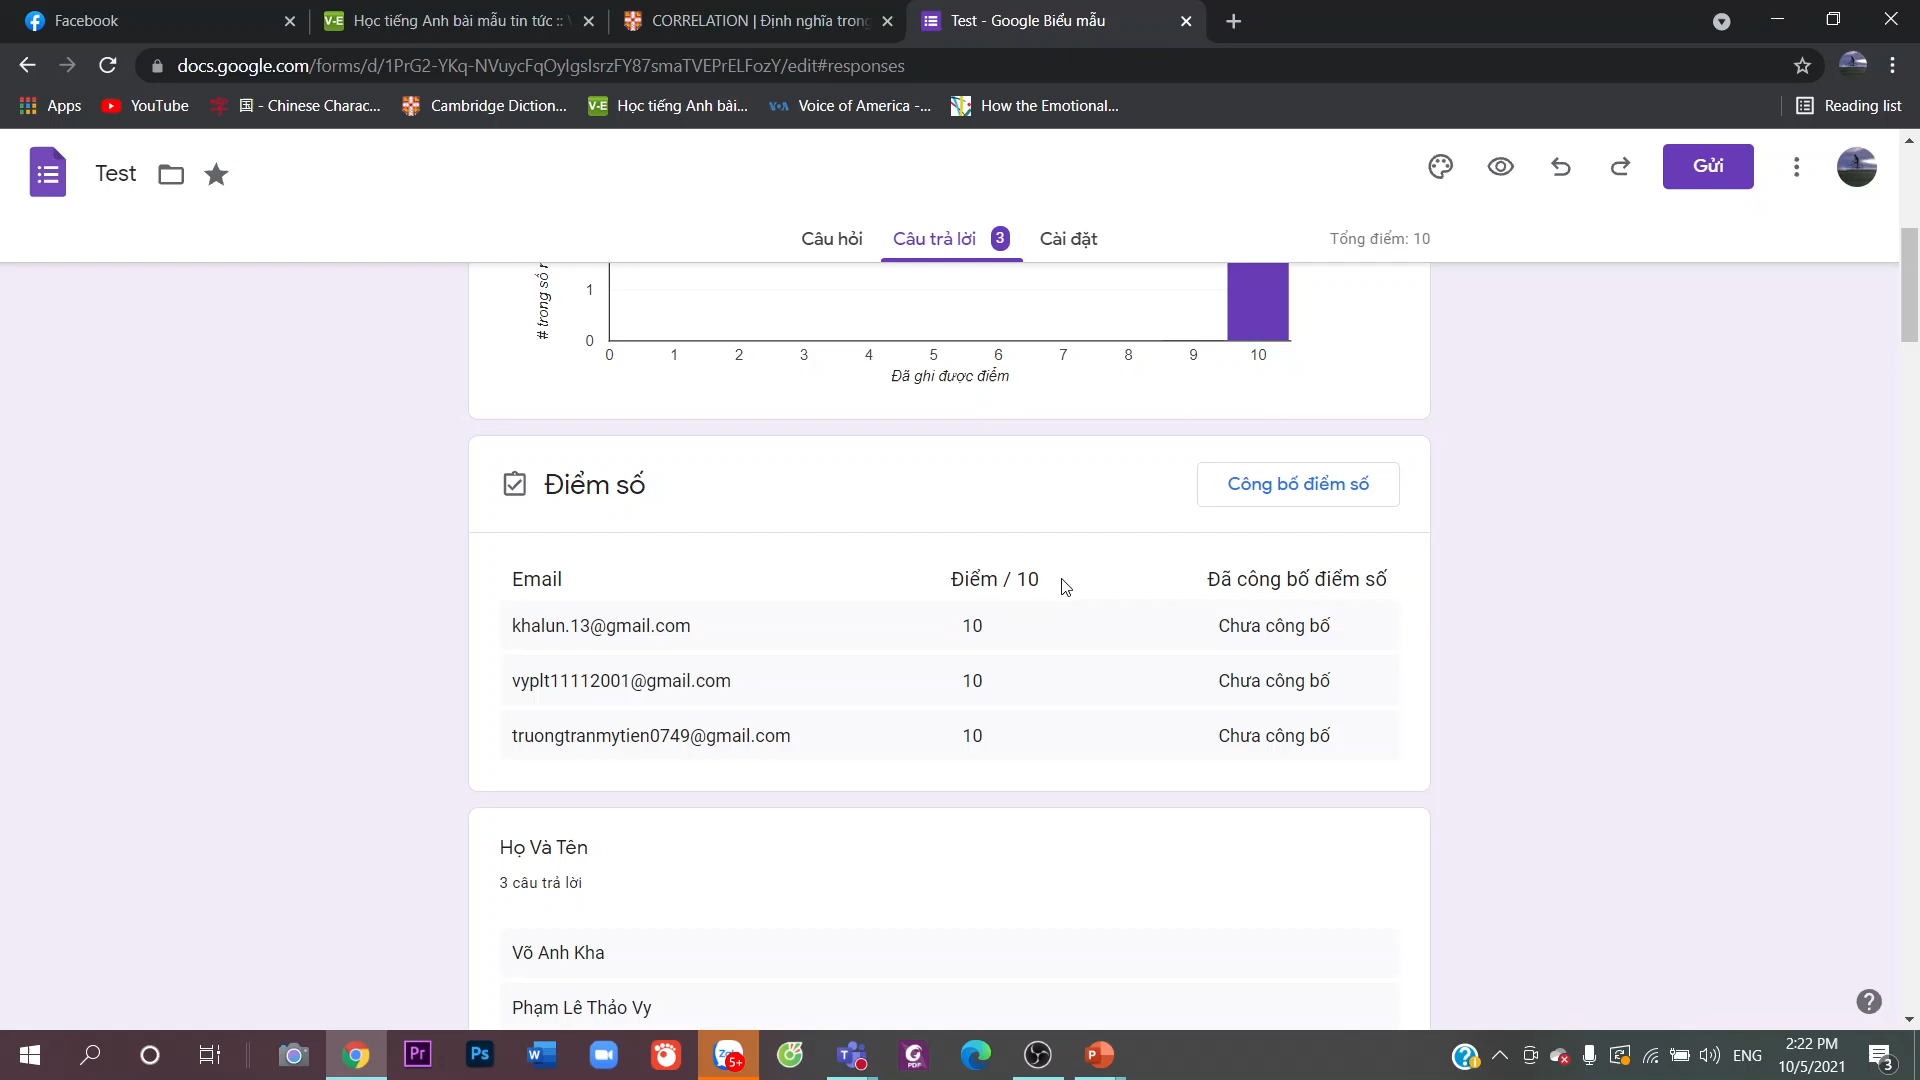 Facebook
Học tiếng Anh bài mẫu tin tức ::
CORRELATION | Định nghĩa trong
Test - Google Biểu mẫu
docs.google.com/forms/d/1PrG2-YKq-NVuycFqOylgsIsrzFY87smaTVEPrELFozY/edit#responses
Apps
YouTube
国 - Chinese Charac...
Cambridge Diction...
Học tiếng Anh bài...
Voice of America -...
How the Emotional...
Reading list
Test
Gửi
Câu hỏi
Câu trả lời 3
Cài đặt
Tổng điểm: 10
# trong số
1
0
0 1 2 3 4 5 6 7 8 9 10
Đã ghi được điểm
Điểm số
Công bố điểm số
Email Điểm / 10 Đã công bố điểm số
khalun.13@gmail.com 10 Chưa công bố
vyplt11112001@gmail.com 10 Chưa công bố
truongtranmytien0749@gmail.com 10 Chưa công bố
Họ Và Tên
3 câu trả lời
Võ Anh Kha
Phạm Lê Thảo Vy
ENG
2:22 PM
10/5/2021
3